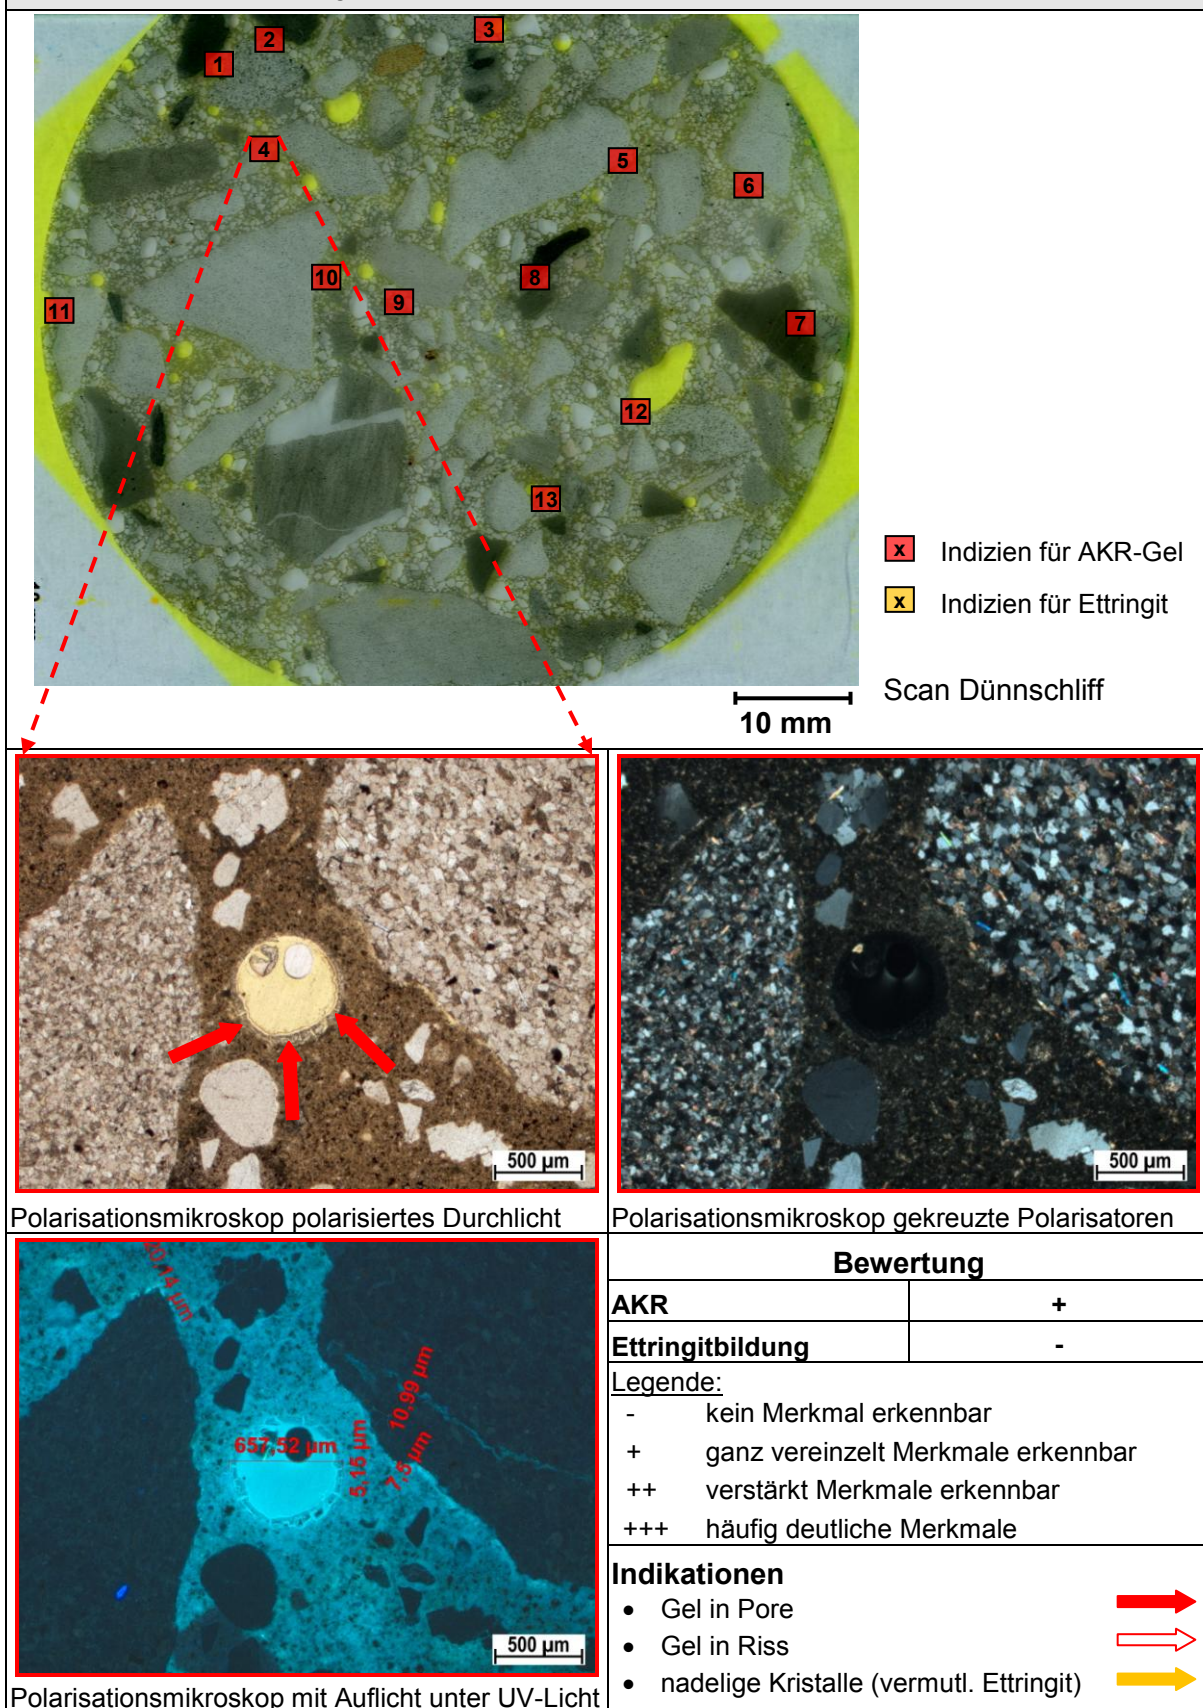 1
2
3
4
5
6
7
8
9
10
11
12
13
x Indizien für AKR-Gel
x Indizien für Ettringit
Scan Dünnschliff
10 mm
500 µm
500 µm
Polarisationsmikroskop polarisiertes Durchlicht
Polarisationsmikroskop gekreuzte Polarisatoren
20,14 µm
10,99 µm
657,52 µm
5,15 µm
7,5 µm
500 µm
Polarisationsmikroskop mit Auflicht unter UV-Licht
Bewertung
AKR +
Ettringitbildung -
Legende:
- kein Merkmal erkennbar
+ ganz vereinzelt Merkmale erkennbar
++ verstärkt Merkmale erkennbar
+++ häufig deutliche Merkmale
Indikationen
• Gel in Pore
• Gel in Riss
• nadelige Kristalle (vermutl. Ettringit)